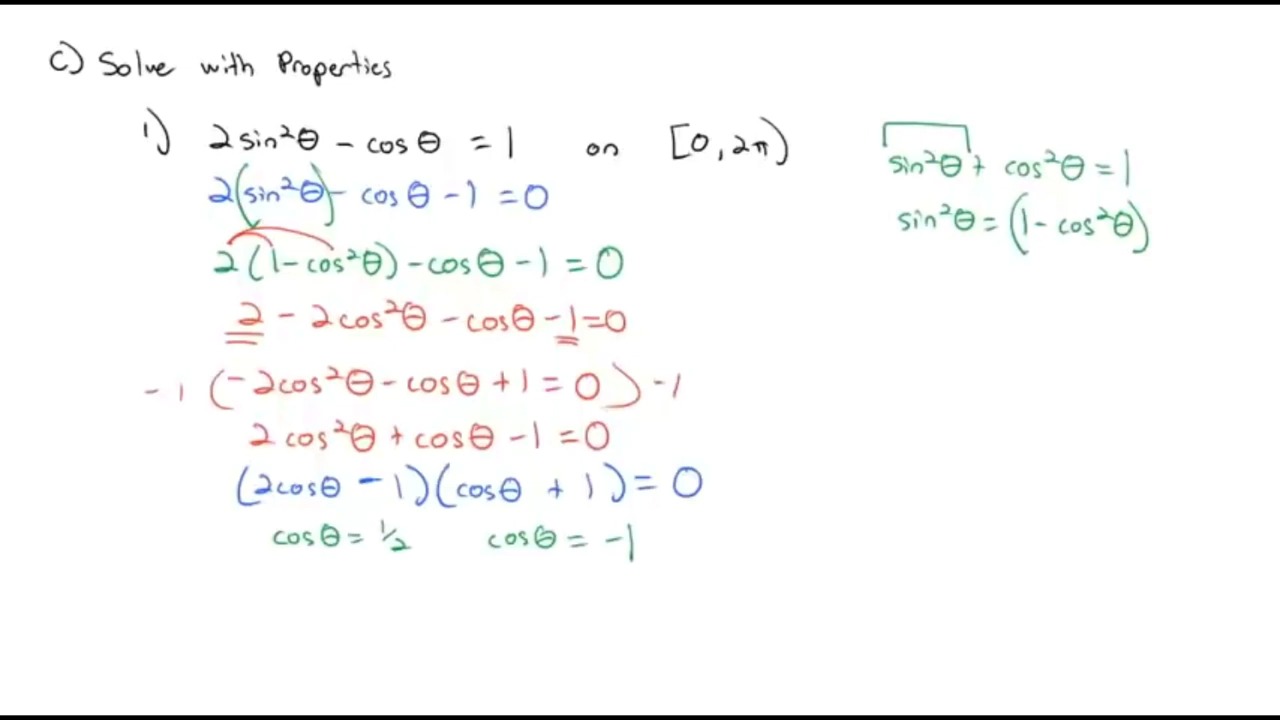 c) Solve with Properties
1) 2sin²θ - cosθ = 1 on [0, 2π)
2(sin²θ) - cosθ - 1 = 0
2(1 - cos²θ) - cosθ - 1 = 0
2 - 2cos²θ - cosθ - 1 = 0
-1 (-2cos²θ - cosθ + 1 = 0) -1
2cos²θ + cosθ - 1 = 0
(2cosθ - 1)(cosθ + 1) = 0
cosθ = 1/2 cosθ = -1
sin²θ + cos²θ = 1
sin²θ = (1 - cos²θ)